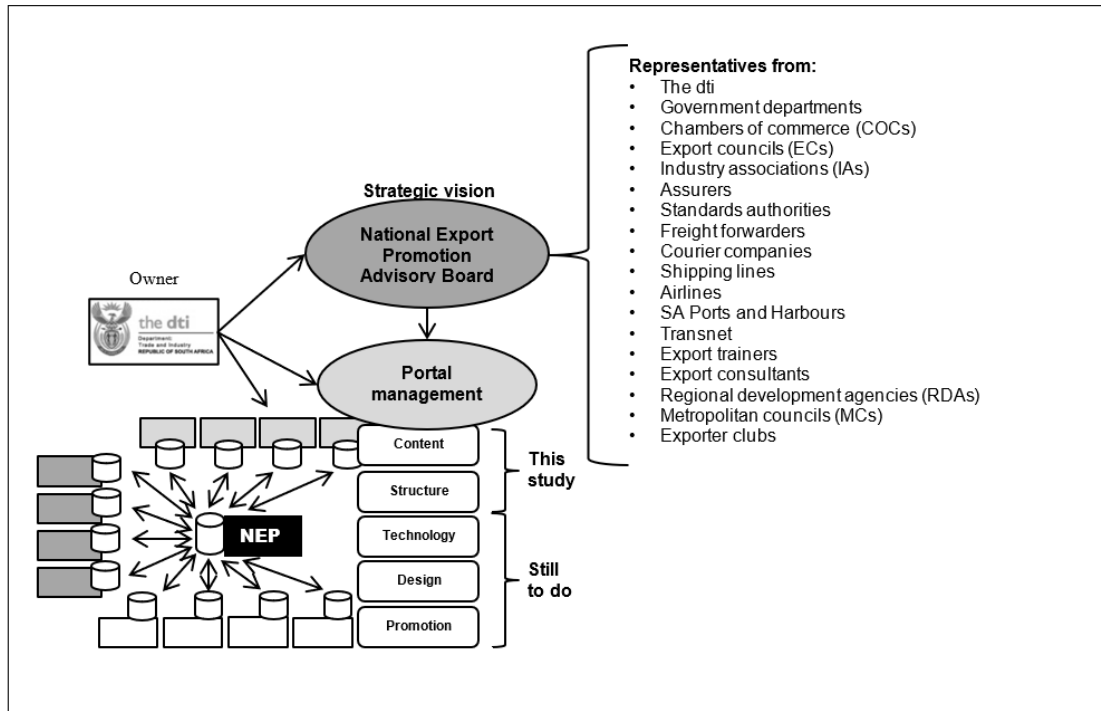 Representatives from:
• The dti
• Government departments
• Chambers of commerce (COCs)
• Export councils (ECs)
• Industry associations (IAs)
• Assurers
• Standards authorities
• Freight forwarders
• Courier companies
• Shipping lines
• Airlines
• SA Ports and Harbours
• Transnet
• Export trainers
• Export consultants
• Regional development agencies (RDAs)
• Metropolitan councils (MCs)
• Exporter clubs
Strategic vision
National Export
Promotion
Advisory Board
Owner
the dti
Department:
Trade and Industry
REPUBLIC OF SOUTH AFRICA
Portal
management
Content
Structure
Technology
Design
Promotion
This
study
Still
to do
NEP